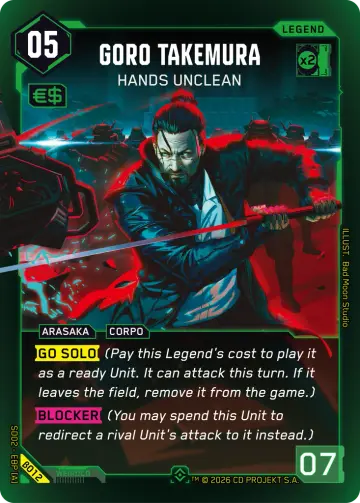 05
GORO TAKEMURA
HANDS UNCLEAN
LEGEND
x2
€$
ILLUST. Bad Moon Studio
ARASAKA
CORPO
GO SOLO (Pay this Legend's cost to play it
as a ready Unit. It can attack this turn. If it
leaves the field, remove it from the game.)
BLOCKER (You may spend this Unit to
redirect a rival Unit's attack to it instead.)
07
™ © 2026 CD PROJEKT S.A.